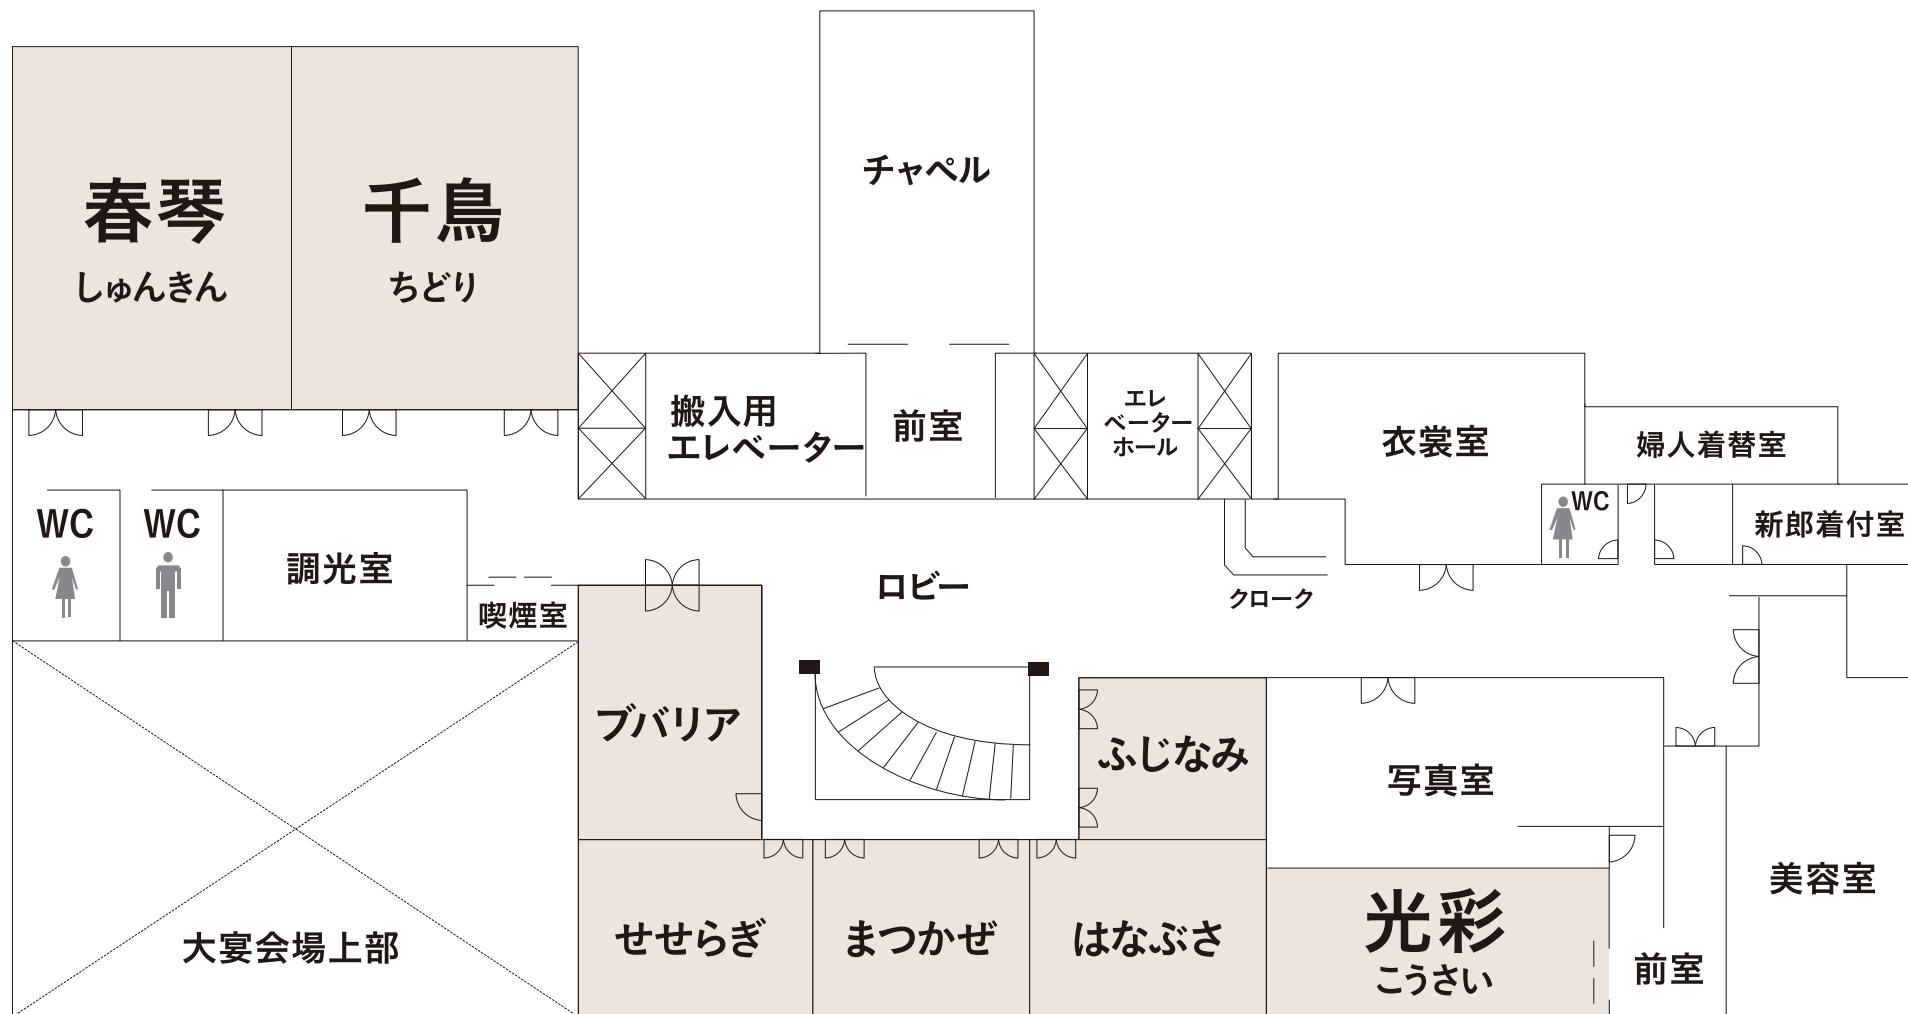 チャペル
春琴
しゅんきん
千鳥
ちどり
搬入用
エレベーター
前室
エレ
ベーター
ホール
衣裳室
婦人着替室
WC
WC
調光室
喫煙室
WC
新郎着付室
ロビー
クローク
ブバリア
ふじなみ
写真室
美容室
大宴会場上部
せせらぎ
まつかぜ
はなぶさ
光彩
こうさい
前室